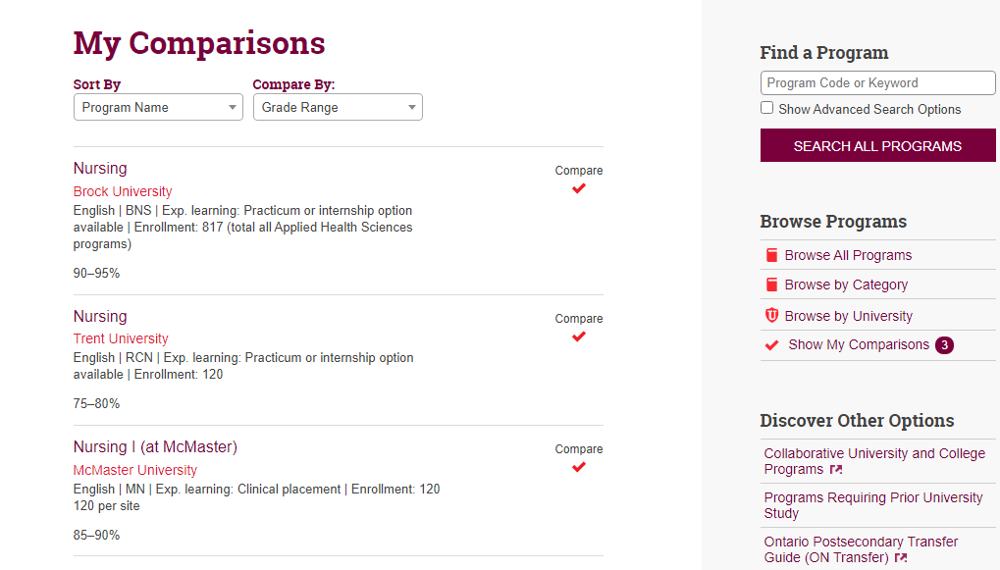 My Comparisons
Sort By
Compare By:
Program Name
Grade Range
Nursing
Compare
Brock University
English | BNS | Exp. learning: Practicum or internship option
available | Enrollment: 817 (total all Applied Health Sciences
programs)
90–95%
Nursing
Compare
Trent University
English | RCN | Exp. learning: Practicum or internship option
available | Enrollment: 120
75–80%
Nursing I (at McMaster)
Compare
McMaster University
English | MN | Exp. learning: Clinical placement | Enrollment: 120
120 per site
85–90%
Find a Program
Program Code or Keyword
Show Advanced Search Options
SEARCH ALL PROGRAMS
Browse Programs
Browse All Programs
Browse by Category
Browse by University
Show My Comparisons 3
Discover Other Options
Collaborative University and College
Programs
Programs Requiring Prior University
Study
Ontario Postsecondary Transfer
Guide (ON Transfer)